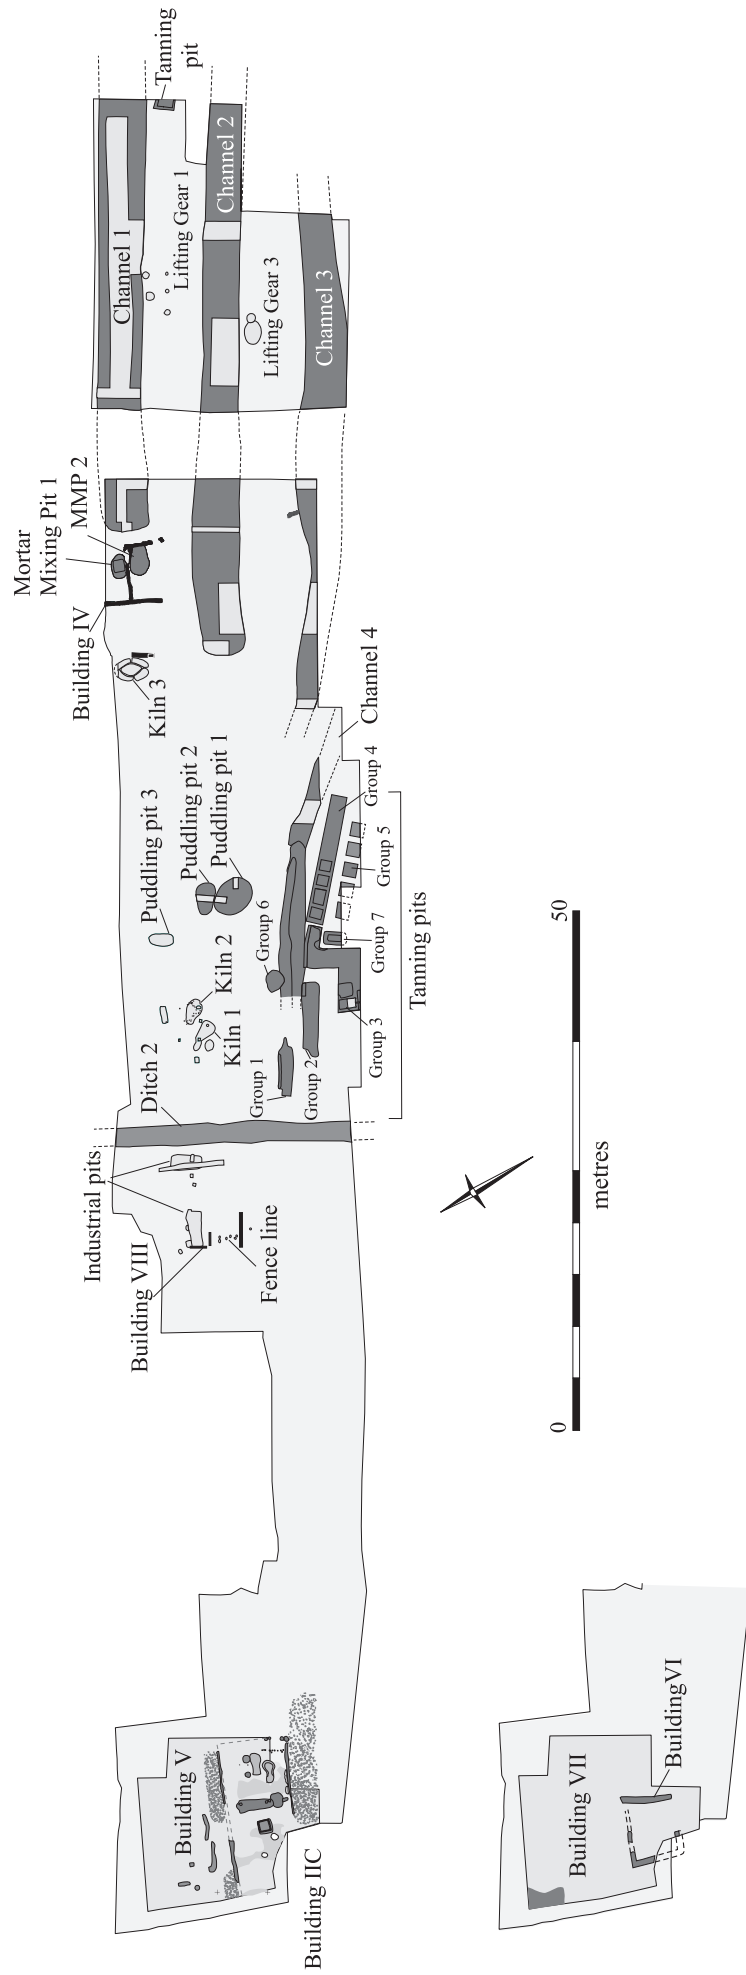 Tanning
pit
Channel 1
Lifting Gear 1
Channel 2
Lifting Gear 3
Channel 3
Mortar
Mixing Pit 1
MMP 2
Building IV
Kiln 3
Channel 4
Puddling pit 3
Puddling pit 2
Puddling pit 1
Group 4
Group 5
Group 6
Group 7
Kiln 2
Kiln 1
Group 3
Group 1
Group 2
Tanning pits
Ditch 2
Industrial pits
Building VIII
Fence line
0
50
metres
Building V
Building IIC
Building VII
BuildingVI